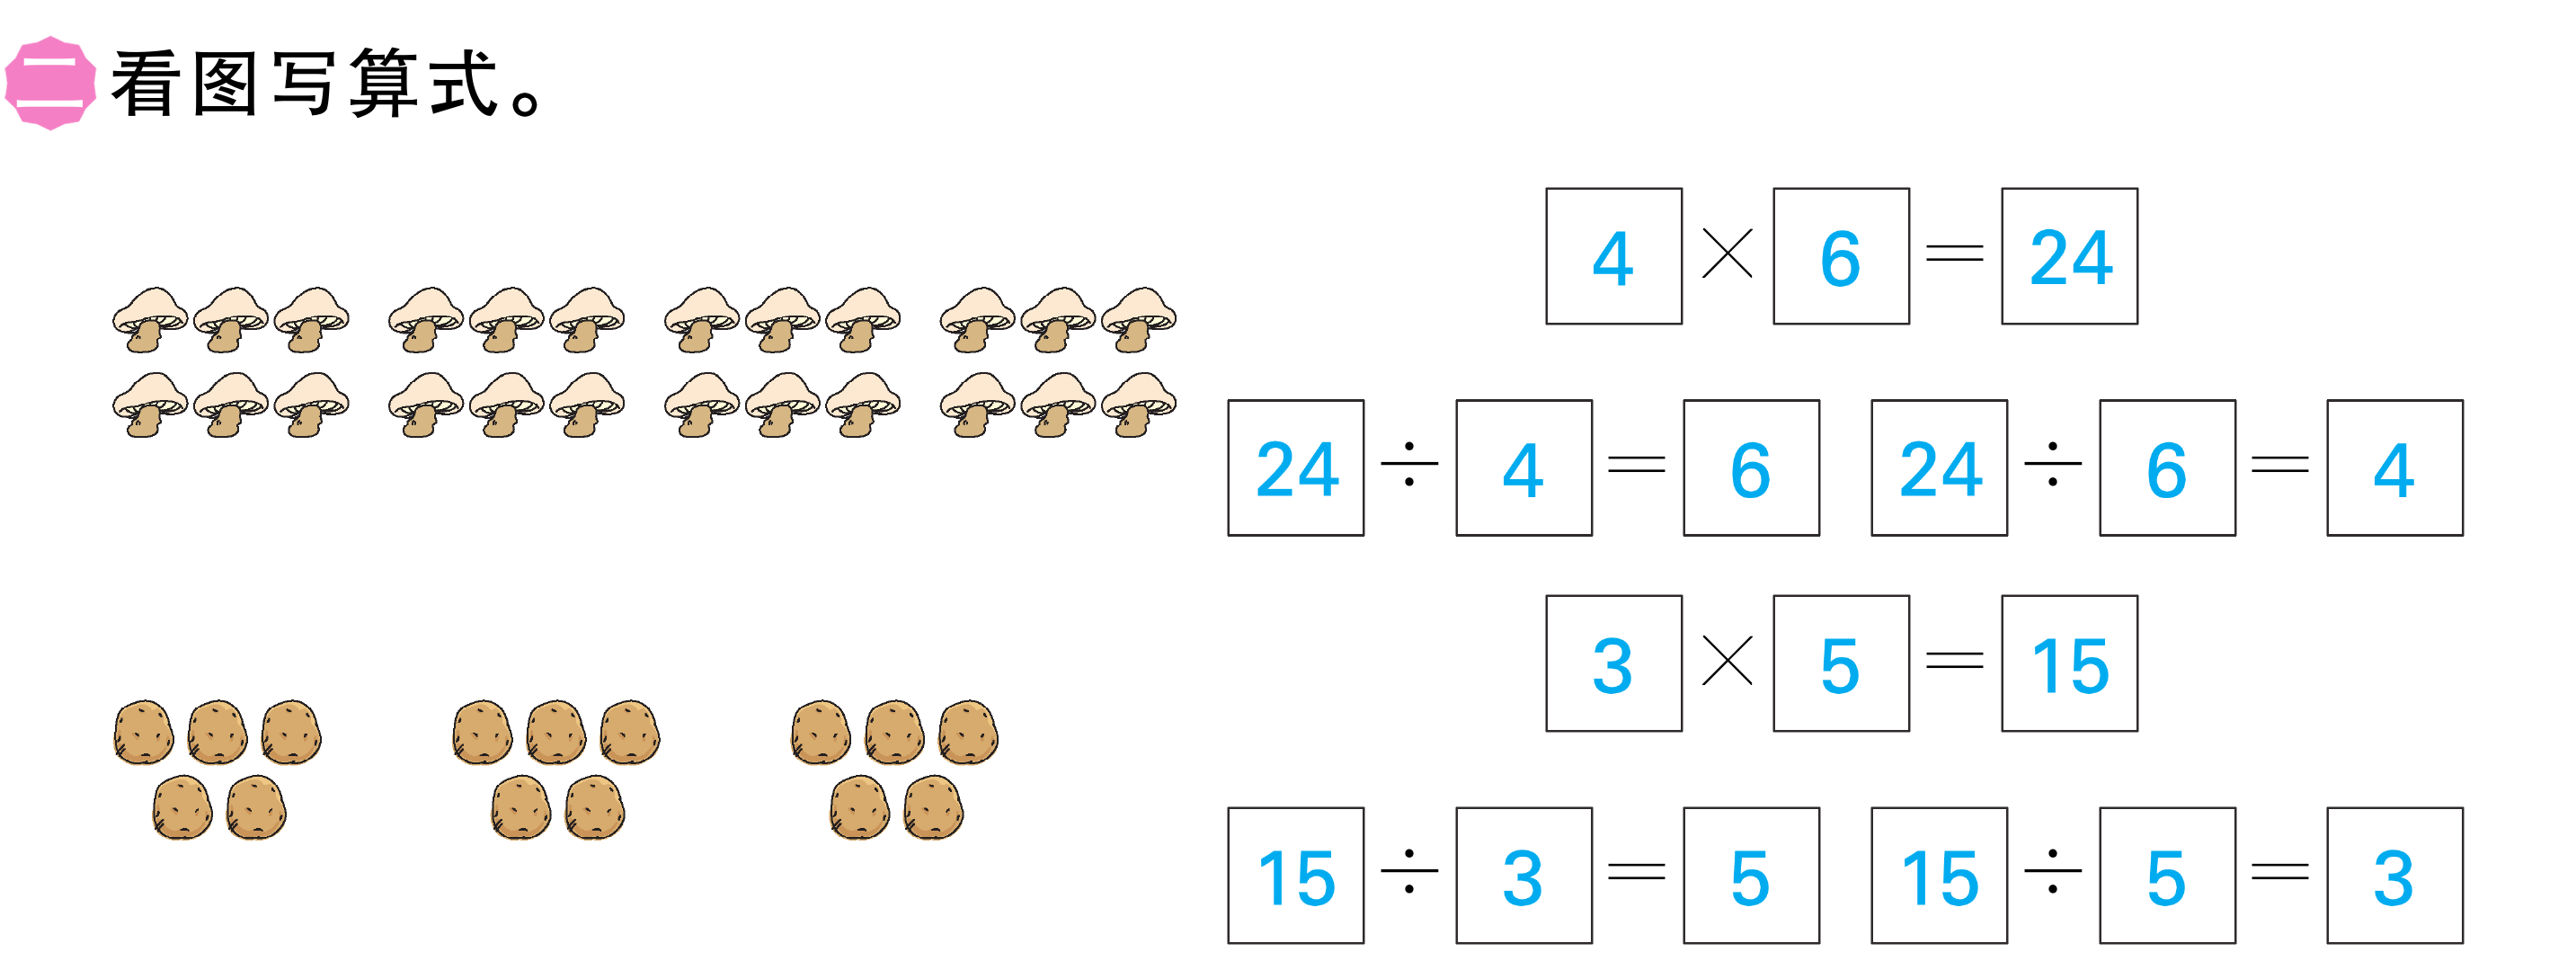 二 看图写算式。
4 × 6 = 24
24 ÷ 4 = 6 24 ÷ 6 = 4
3 × 5 = 15
15 ÷ 3 = 5 15 ÷ 5 = 3